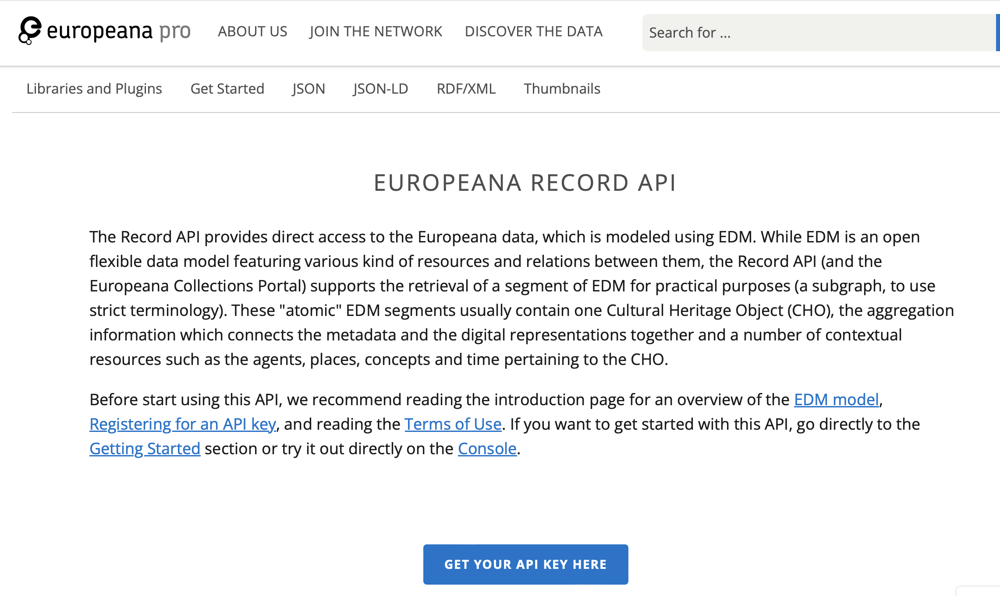 europeana pro ABOUT US JOIN THE NETWORK DISCOVER THE DATA Search for ...
Libraries and Plugins Get Started JSON JSON-LD RDF/XML Thumbnails
EUROPEANA RECORD API
The Record API provides direct access to the Europeana data, which is modeled using EDM. While EDM is an open
flexible data model featuring various kind of resources and relations between them, the Record API (and the
Europeana Collections Portal) supports the retrieval of a segment of EDM for practical purposes (a subgraph, to use
strict terminology). These "atomic" EDM segments usually contain one Cultural Heritage Object (CHO), the aggregation
information which connects the metadata and the digital representations together and a number of contextual
resources such as the agents, places, concepts and time pertaining to the CHO.
Before start using this API, we recommend reading the introduction page for an overview of the EDM model,
Registering for an API key, and reading the Terms of Use. If you want to get started with this API, go directly to the
Getting Started section or try it out directly on the Console.
GET YOUR API KEY HERE